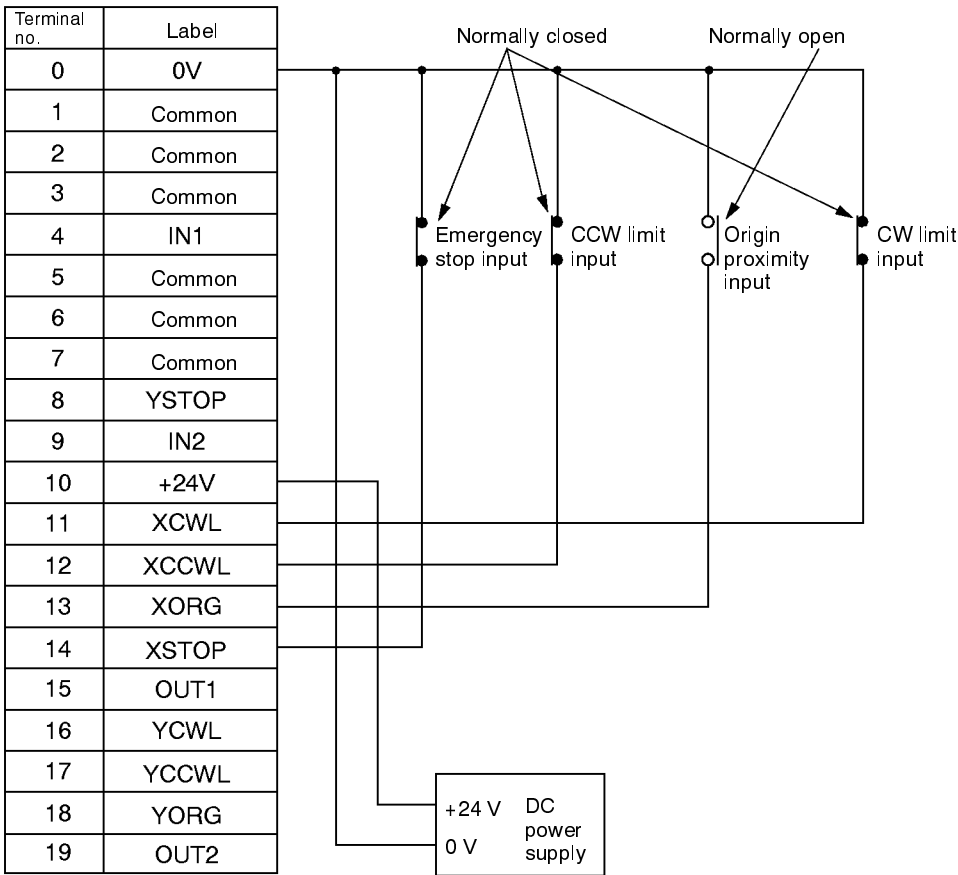 Terminal no. Label
0 0V
1 Common
2 Common
3 Common
4 IN1
5 Common
6 Common
7 Common
8 YSTOP
9 IN2
10 +24V
11 XCWL
12 XCCWL
13 XORG
14 XSTOP
15 OUT1
16 YCWL
17 YCCWL
18 YORG
19 OUT2
Normally closed
Normally open
Emergency
stop input
CCW limit
input
Origin
proximity
input
CW limit
input
+24 V
0 V
DC
power
supply